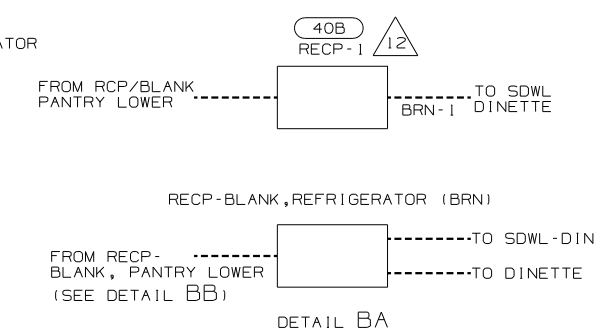 ATOR
40B
RECP-1 12
FROM RCP/BLANK
PANTRY LOWER
BRN-1
TO SDWL
DINETTE
RECP-BLANK,REFRIGERATOR (BRN)
FROM RECP-
BLANK, PANTRY LOWER
(SEE DETAIL BB)
TO SDWL-DIN
TO DINETTE
DETAIL BA